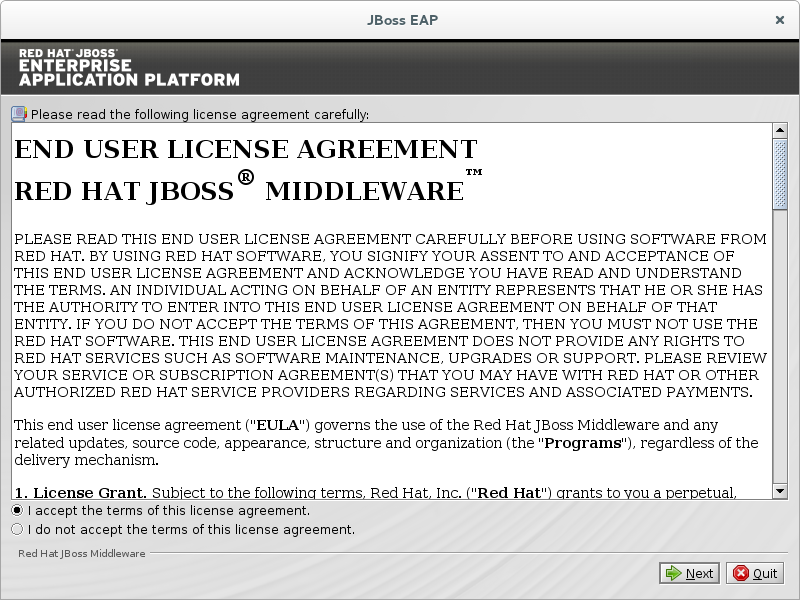 JBoss EAP
RED HAT® JBOSS®
ENTERPRISE
APPLICATION PLATFORM
Please read the following license agreement carefully:
END USER LICENSE AGREEMENT
RED HAT JBOSS® MIDDLEWARE™
PLEASE READ THIS END USER LICENSE AGREEMENT CAREFULLY BEFORE USING SOFTWARE FROM
RED HAT. BY USING RED HAT SOFTWARE, YOU SIGNIFY YOUR ASSENT TO AND ACCEPTANCE OF
THIS END USER LICENSE AGREEMENT AND ACKNOWLEDGE YOU HAVE READ AND UNDERSTAND
THE TERMS. AN INDIVIDUAL ACTING ON BEHALF OF AN ENTITY REPRESENTS THAT HE OR SHE HAS
THE AUTHORITY TO ENTER INTO THIS END USER LICENSE AGREEMENT ON BEHALF OF THAT
ENTITY. IF YOU DO NOT ACCEPT THE TERMS OF THIS AGREEMENT, THEN YOU MUST NOT USE THE
RED HAT SOFTWARE. THIS END USER LICENSE AGREEMENT DOES NOT PROVIDE ANY RIGHTS TO
RED HAT SERVICES SUCH AS SOFTWARE MAINTENANCE, UPGRADES OR SUPPORT. PLEASE REVIEW
YOUR SERVICE OR SUBSCRIPTION AGREEMENT(S) THAT YOU MAY HAVE WITH RED HAT OR OTHER
AUTHORIZED RED HAT SERVICE PROVIDERS REGARDING SERVICES AND ASSOCIATED PAYMENTS.
This end user license agreement ("EULA") governs the use of the Red Hat JBoss Middleware and any
related updates, source code, appearance, structure and organization (the "Programs"), regardless of the
delivery mechanism.
1. License Grant. Subject to the following terms, Red Hat, Inc. ("Red Hat") grants to you a perpetual,
I accept the terms of this license agreement.
I do not accept the terms of this license agreement.
Red Hat JBoss Middleware
Next
Quit